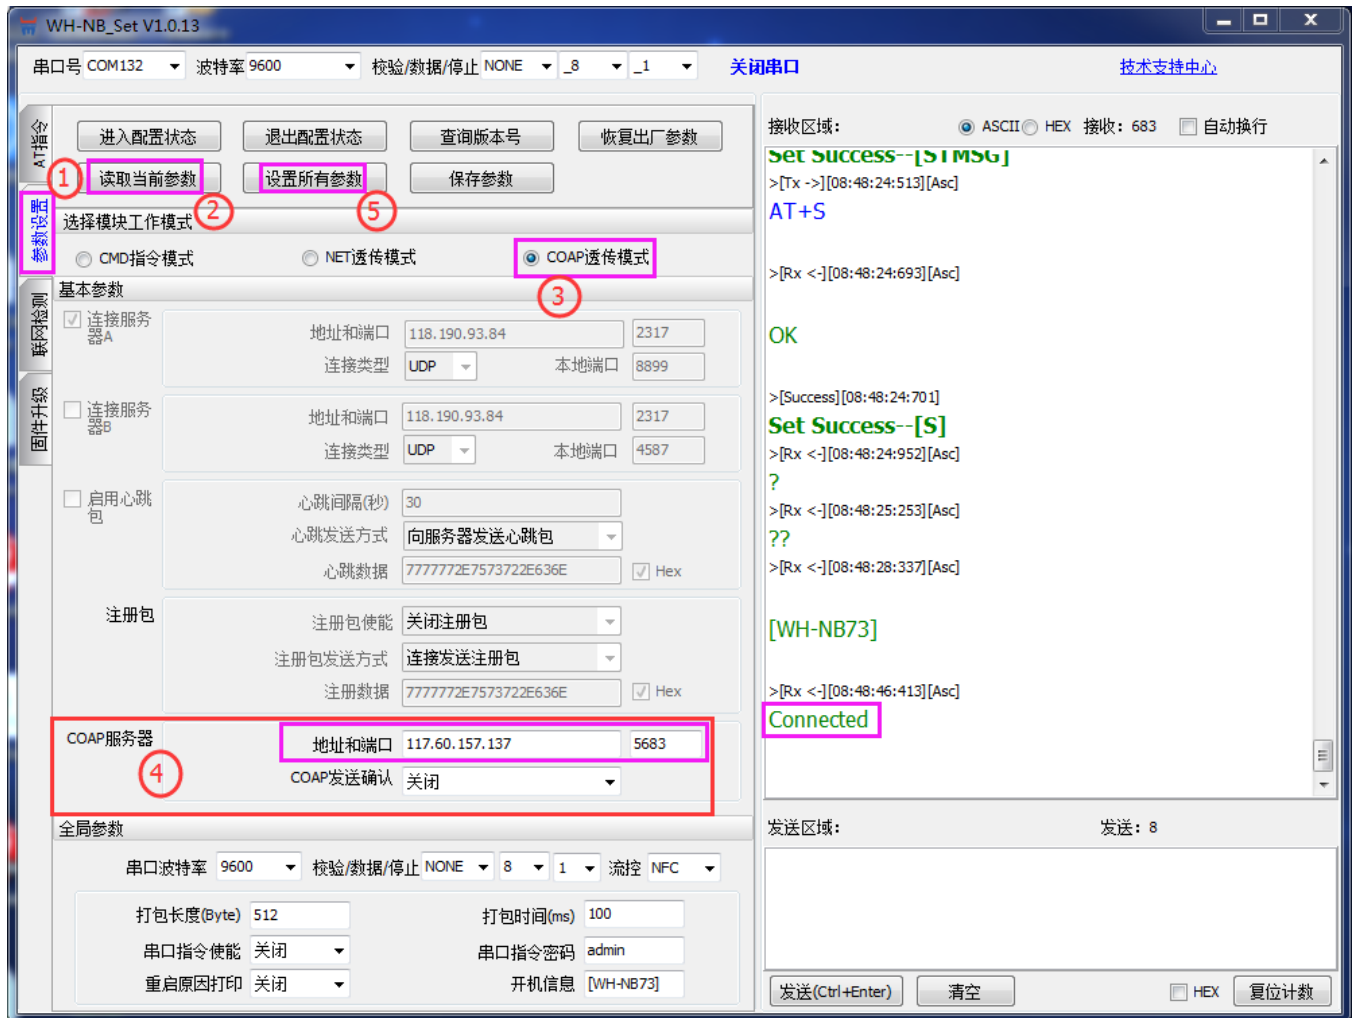 WH-NB_Set V1.0.13
串口号 COM132 波特率 9600 校验/数据/停止 NONE _8 _1 关闭串口 技术支持中心
AT指令
参数设置
联网检测
固件升级
进入配置状态 退出配置状态 查询版本号 恢复出厂参数
① 读取当前参数 ② 设置所有参数 ⑤ 保存参数
选择模块工作模式
CMD指令模式 NET透传模式 COAP透传模式
③
基本参数
连接服务器A 地址和端口 118.190.93.84 2317
连接类型 UDP 本地端口 8899
连接服务器B 地址和端口 118.190.93.84 2317
连接类型 UDP 本地端口 4587
启用心跳包 心跳间隔(秒) 30
心跳发送方式 向服务器发送心跳包
心跳数据 7777772E7573722E636E Hex
注册包 注册包使能 关闭注册包
注册包发送方式 连接发送注册包
注册数据 7777772E7573722E636E Hex
COAP服务器 地址和端口 117.60.157.137 5683
④ COAP发送确认 关闭
全局参数
串口波特率 9600 校验/数据/停止 NONE 8 1 流控 NFC
打包长度(Byte) 512 打包时间(ms) 100
串口指令使能 关闭 串口指令密码 admin
重启原因打印 关闭 开机信息 [WH-NB73]
接收区域： ASCII HEX 接收：683 自动换行
Set Success--[STMSG]
>[Tx ->][08:48:24:513][Asc]
AT+S
>[Rx <-][08:48:24:693][Asc]
OK
>[Success][08:48:24:701]
Set Success--[S]
>[Rx <-][08:48:24:952][Asc]
?
>[Rx <-][08:48:25:253][Asc]
??
>[Rx <-][08:48:28:337][Asc]
[WH-NB73]
>[Rx <-][08:48:46:413][Asc]
Connected
发送区域： 发送：8
发送(Ctrl+Enter) 清空 HEX 复位计数